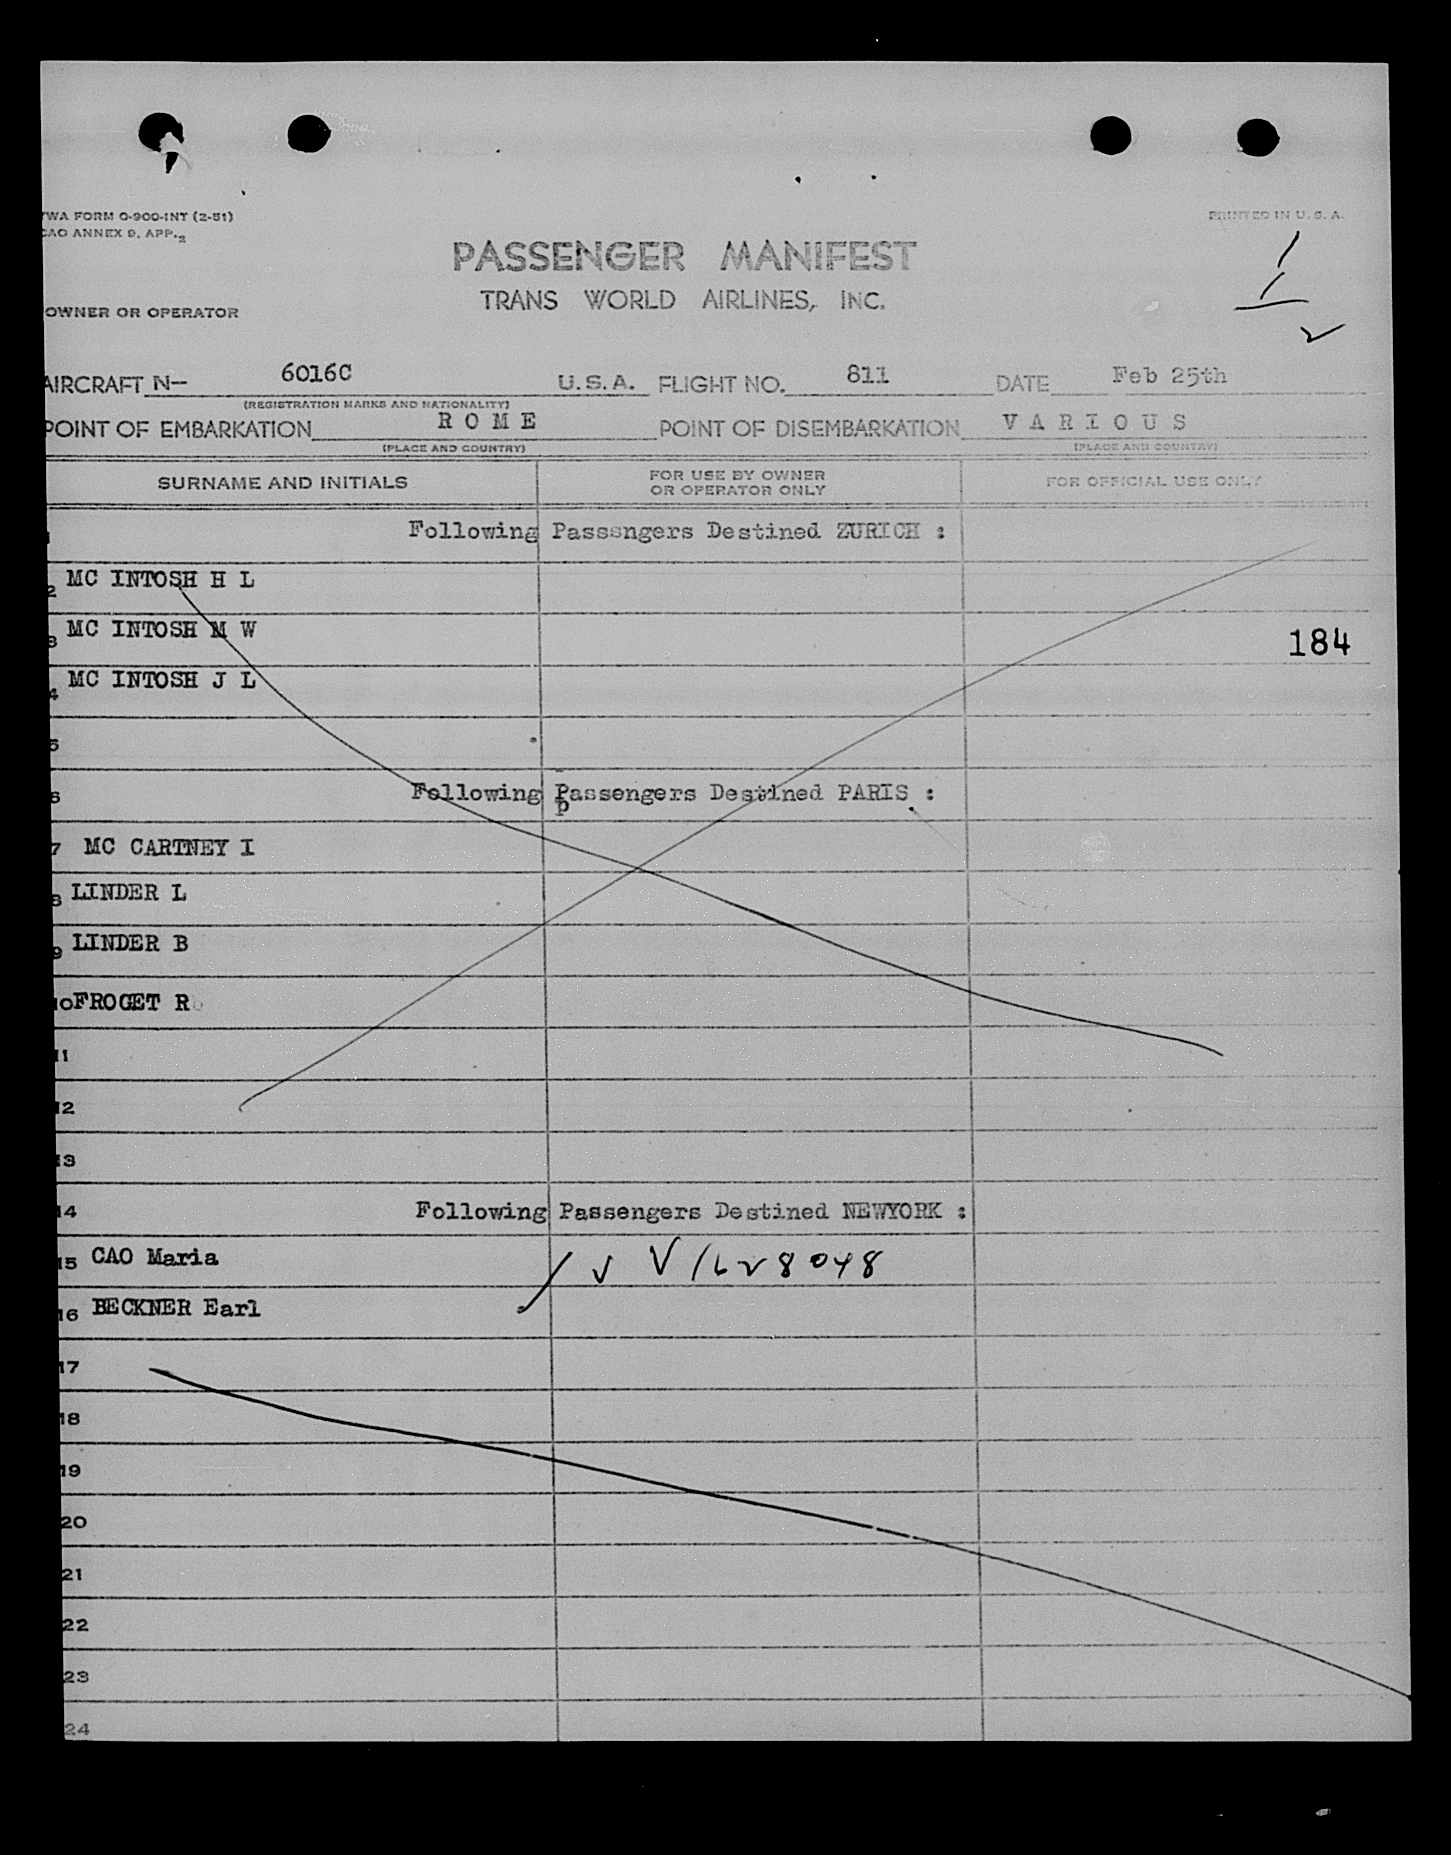 TWA FORM O-900-INT (2-51)
PRINTED IN U. S. A.
CAO ANNEX 9, APP. 2
PASSENGER MANIFEST
TRANS WORLD AIRLINES, INC.
OWNER OR OPERATOR
AIRCRAFT N— 6016C U.S.A. FLIGHT NO. 811 DATE Feb 25th
(REGISTRATION MARKS AND NATIONALITY)
POINT OF EMBARKATION R O M E POINT OF DISEMBARKATION V A R I O U S
(PLACE AND COUNTRY) (PLACE AND COUNTRY)
SURNAME AND INITIALS
FOR USE BY OWNER
OR OPERATOR ONLY
FOR OFFICIAL USE ONLY
1 Following Passsngers Destined ZURICH :
2 MC INTOSH H L
3 MC INTOSH M W
184
4 MC INTOSH J L
5
6 Following Passengers Destined PARIS :
p
7 MC CARTNEY I
8 LINDER L
9 LINDER B
10 FROGET R
11
12
13
14 Following Passengers Destined NEWYORK :
15 CAO Maria V1628048
16 BECKNER Earl
17
18
19
20
21
22
23
24